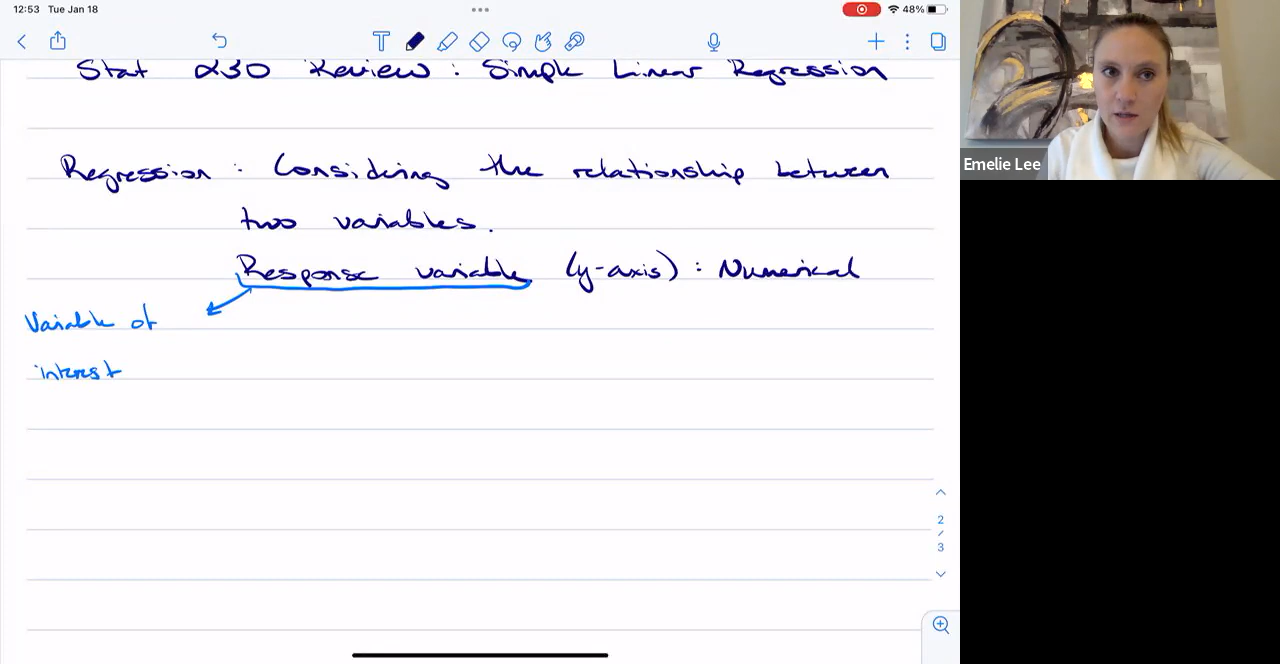 12:53 Tue Jan 18
48%
Stat 230 Review : Simple Linear Regression
Regression : Considering the relationship between
two variables.
Response variable (y-axis) : Numerical
Variable of
interest
2
/
3
Emelie Lee